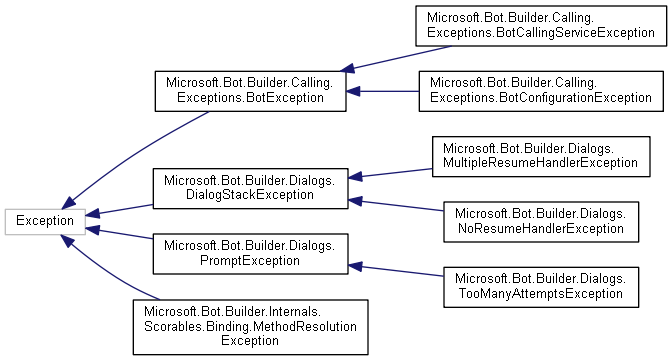 Microsoft.Bot.Builder.Calling.
Exceptions.BotCallingServiceException
Microsoft.Bot.Builder.Calling.
Exceptions.BotException
Microsoft.Bot.Builder.Calling.
Exceptions.BotConfigurationException
Microsoft.Bot.Builder.Dialogs.
MultipleResumeHandlerException
Microsoft.Bot.Builder.Dialogs.
DialogStackException
Microsoft.Bot.Builder.Dialogs.
NoResumeHandlerException
Exception
Microsoft.Bot.Builder.Dialogs.
PromptException
Microsoft.Bot.Builder.Dialogs.
TooManyAttemptsException
Microsoft.Bot.Builder.Internals.
Scorables.Binding.MethodResolution
Exception